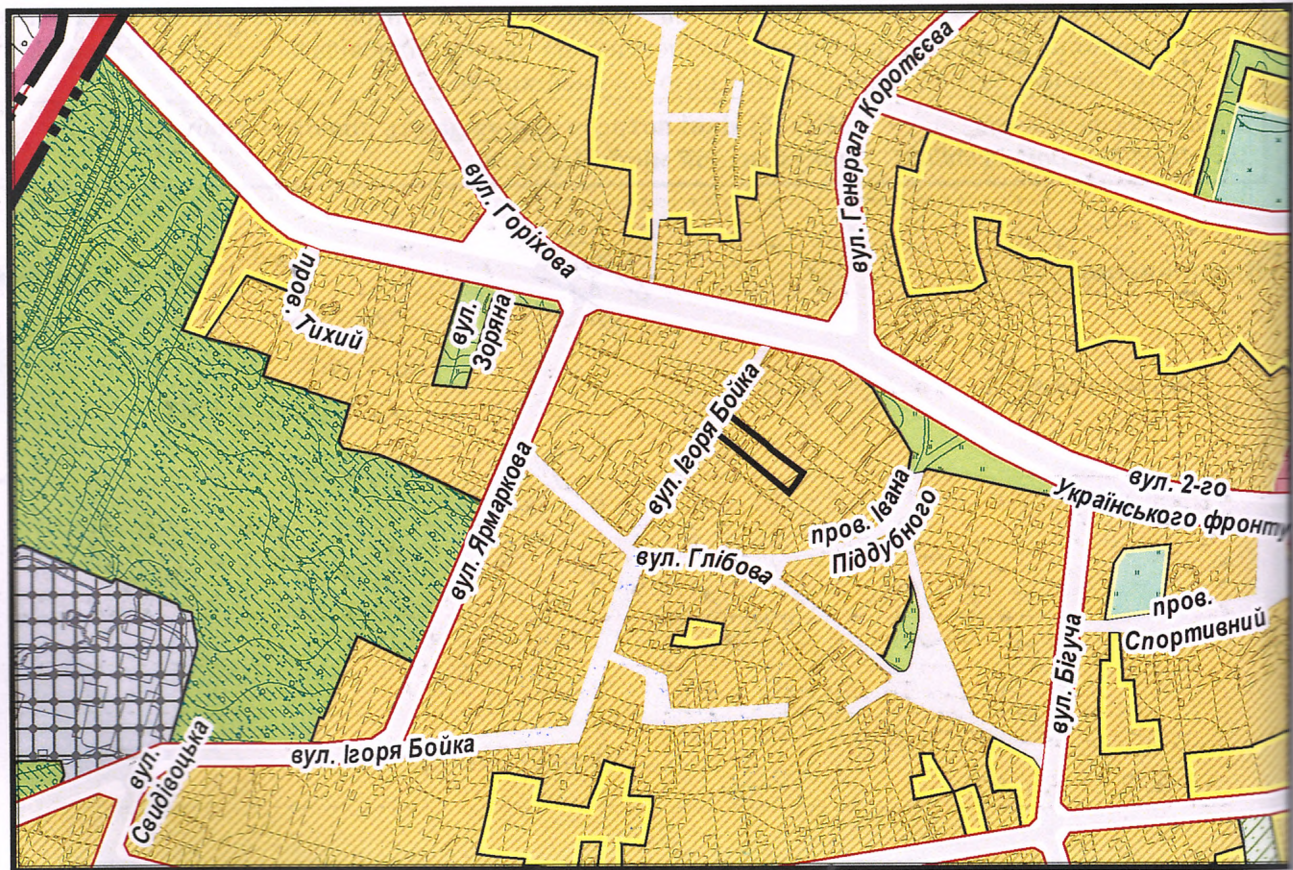 вул. Генерала Коротєєва
вул. Горіхова
Тихий
вул.
Зоряна
вул. Ігоря Бойка
вул. Ярмаркова
вул. 2-го
Українського фронту
пров. Івана
Піддубного
вул. Глібова
пров.
Спортивний
вул. Бігуча
вул. Ігоря Бойка
вул.
Свидівоцька